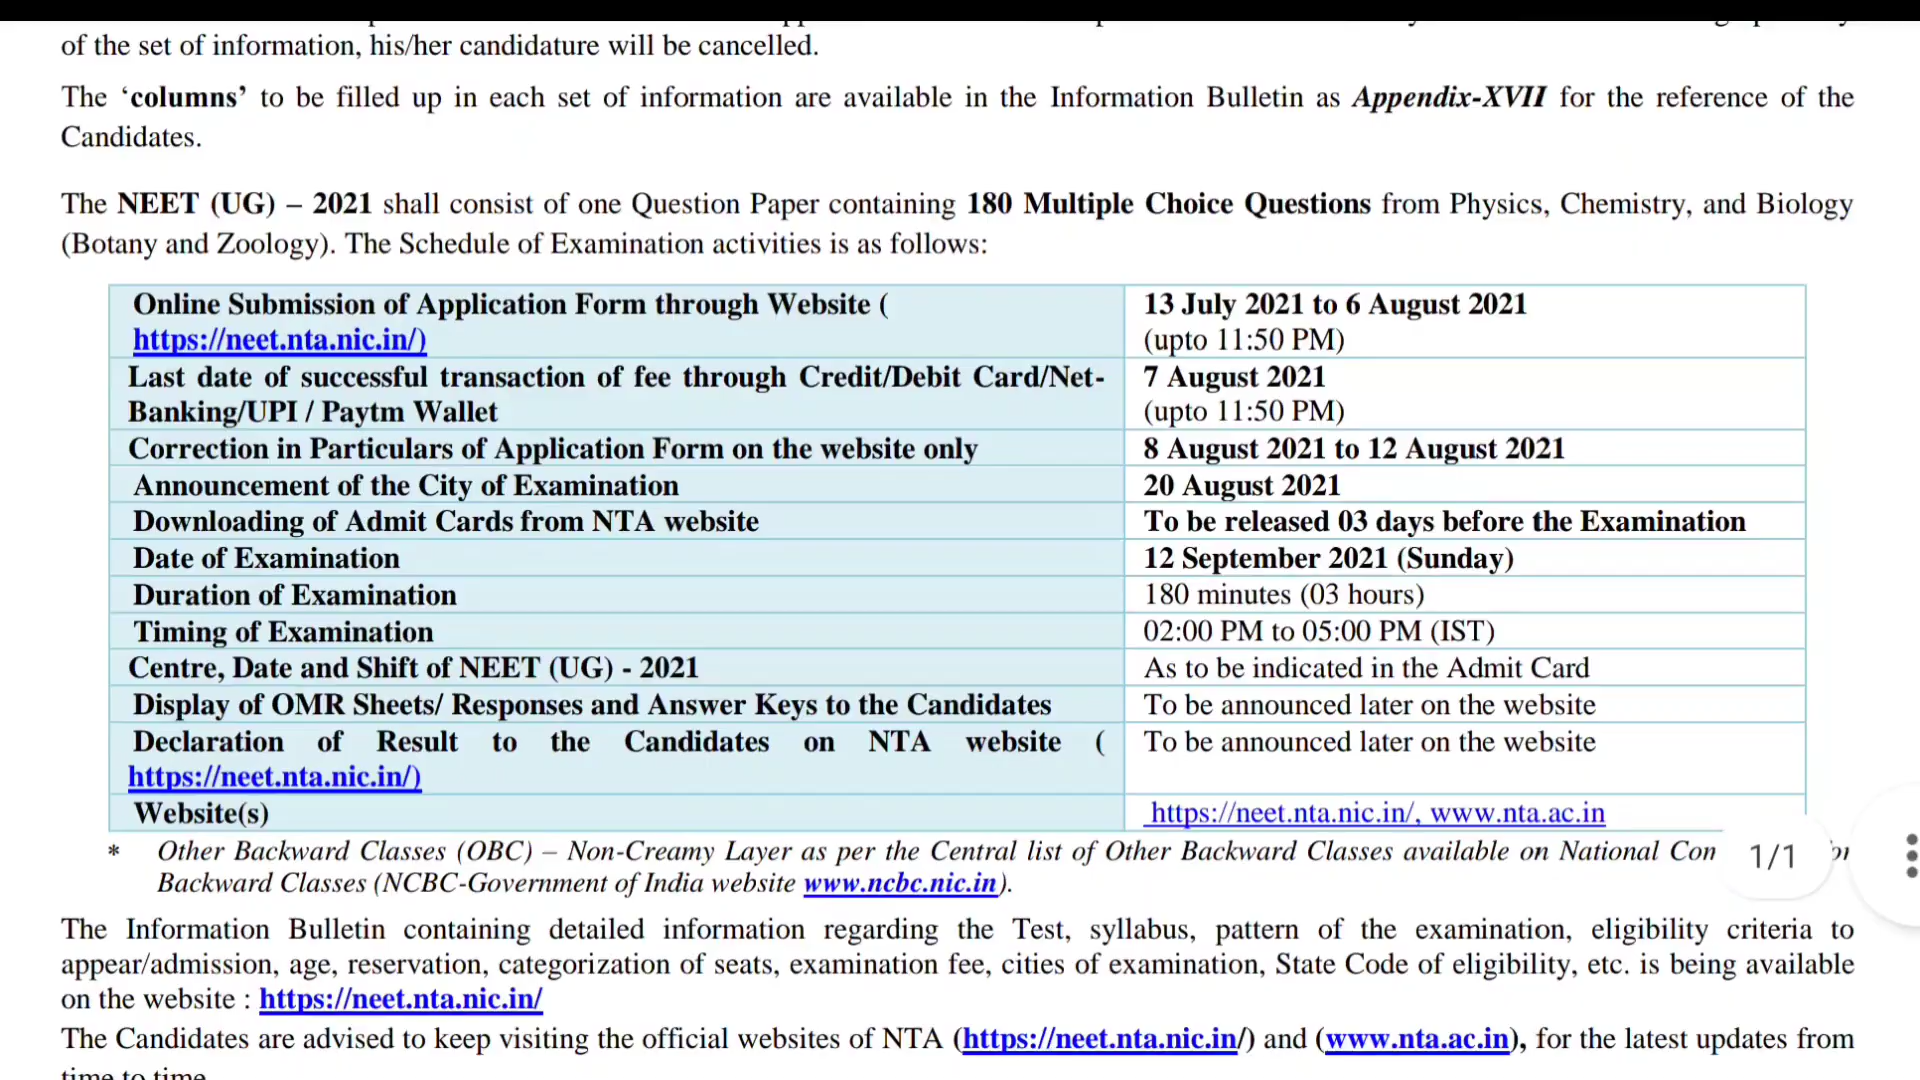 of the set of information, his/her candidature will be cancelled.
The ‘columns’ to be filled up in each set of information are available in the Information Bulletin as Appendix-XVII for the reference of the
Candidates.
The NEET (UG) – 2021 shall consist of one Question Paper containing 180 Multiple Choice Questions from Physics, Chemistry, and Biology
(Botany and Zoology). The Schedule of Examination activities is as follows:
Online Submission of Application Form through Website (
https://neet.nta.nic.in/)
13 July 2021 to 6 August 2021
(upto 11:50 PM)
Last date of successful transaction of fee through Credit/Debit Card/Net-
Banking/UPI / Paytm Wallet
7 August 2021
(upto 11:50 PM)
Correction in Particulars of Application Form on the website only
8 August 2021 to 12 August 2021
Announcement of the City of Examination
20 August 2021
Downloading of Admit Cards from NTA website
To be released 03 days before the Examination
Date of Examination
12 September 2021 (Sunday)
Duration of Examination
180 minutes (03 hours)
Timing of Examination
02:00 PM to 05:00 PM (IST)
Centre, Date and Shift of NEET (UG) - 2021
As to be indicated in the Admit Card
Display of OMR Sheets/ Responses and Answer Keys to the Candidates
To be announced later on the website
Declaration of Result to the Candidates on NTA website (
https://neet.nta.nic.in/)
To be announced later on the website
Website(s)
https://neet.nta.nic.in/, www.nta.ac.in
* Other Backward Classes (OBC) – Non-Creamy Layer as per the Central list of Other Backward Classes available on National Con
1/1
Backward Classes (NCBC-Government of India website www.ncbc.nic.in).
The Information Bulletin containing detailed information regarding the Test, syllabus, pattern of the examination, eligibility criteria to
appear/admission, age, reservation, categorization of seats, examination fee, cities of examination, State Code of eligibility, etc. is being available
on the website : https://neet.nta.nic.in/
The Candidates are advised to keep visiting the official websites of NTA (https://neet.nta.nic.in/) and (www.nta.ac.in), for the latest updates from
time to time.